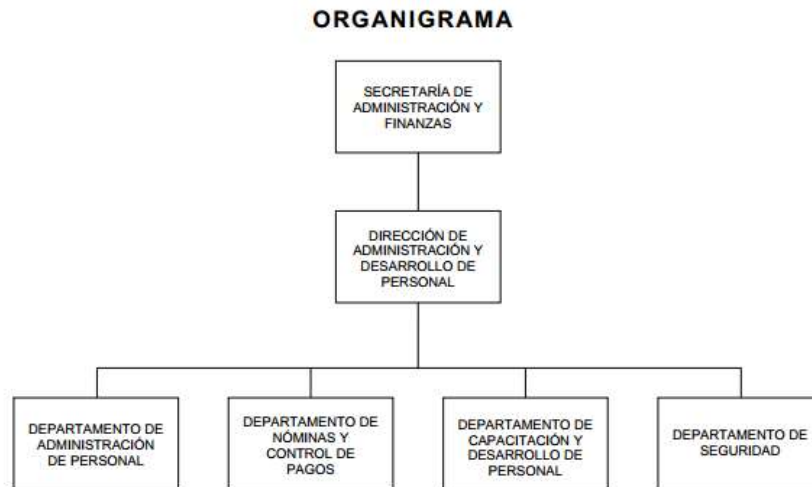 ORGANIGRAMA
SECRETARÍA DE
ADMINISTRACIÓN Y
FINANZAS
DIRECCIÓN DE
ADMINISTRACIÓN Y
DESARROLLO DE
PERSONAL
DEPARTAMENTO DE
ADMINISTRACIÓN
DE PERSONAL
DEPARTAMENTO DE
NÓMINAS Y
CONTROL DE
PAGOS
DEPARTAMENTO DE
CAPACITACIÓN Y
DESARROLLO DE
PERSONAL
DEPARTAMENTO DE
SEGURIDAD